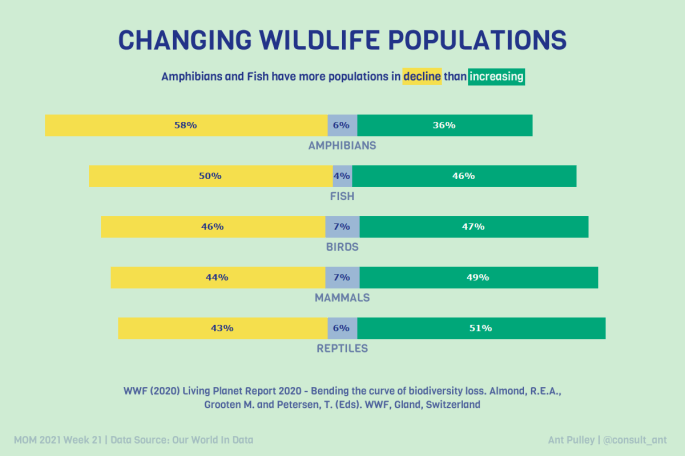 CHANGING WILDLIFE POPULATIONS
Amphibians and Fish have more populations in decline than increasing
58% 6% 36%
AMPHIBIANS
50% 4% 46%
FISH
46% 7% 47%
BIRDS
44% 7% 49%
MAMMALS
43% 6% 51%
REPTILES
WWF (2020) Living Planet Report 2020 - Bending the curve of biodiversity loss. Almond, R.E.A.,
Grooten M. and Petersen, T. (Eds). WWF, Gland, Switzerland
MOM 2021 Week 21 | Data Source: Our World In Data
Ant Pulley | @consult_ant